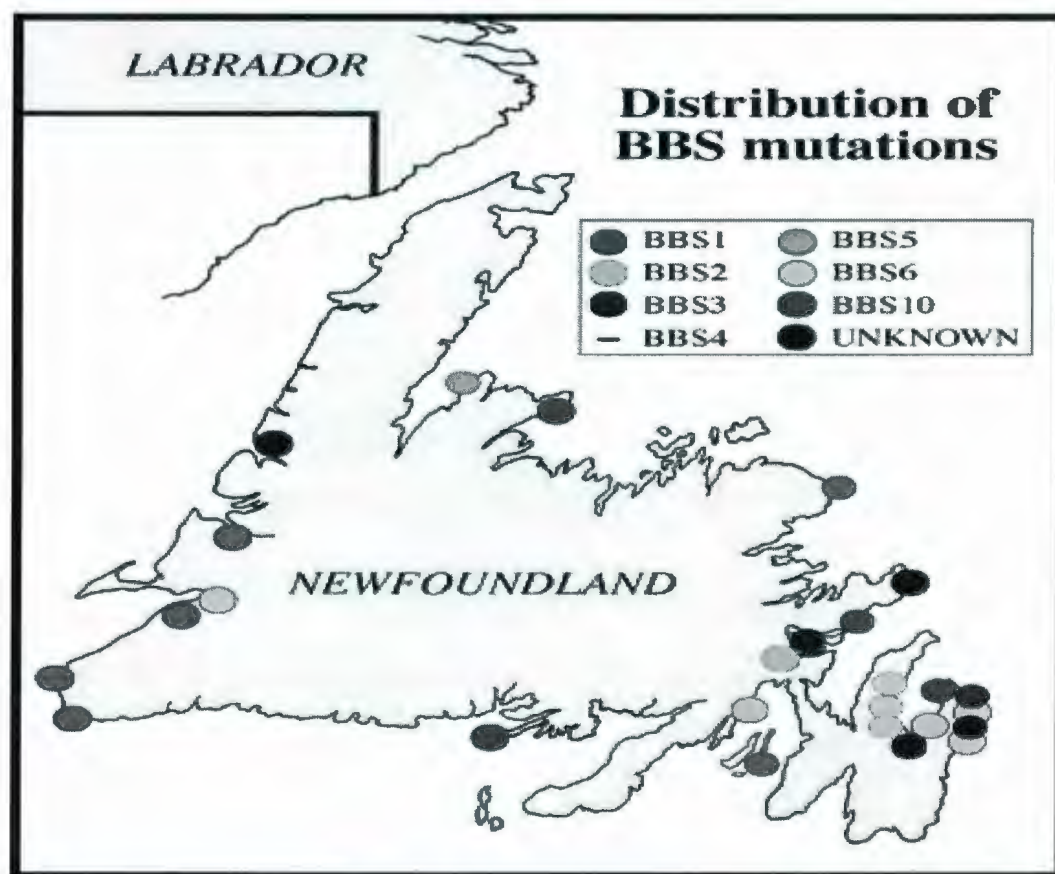 LABRADOR
Distribution of
BBS mutations
BBS1 BBS5
BBS2 BBS6
BBS3 BBS10
BBS4 UNKNOWN
NEWFOUNDLAND